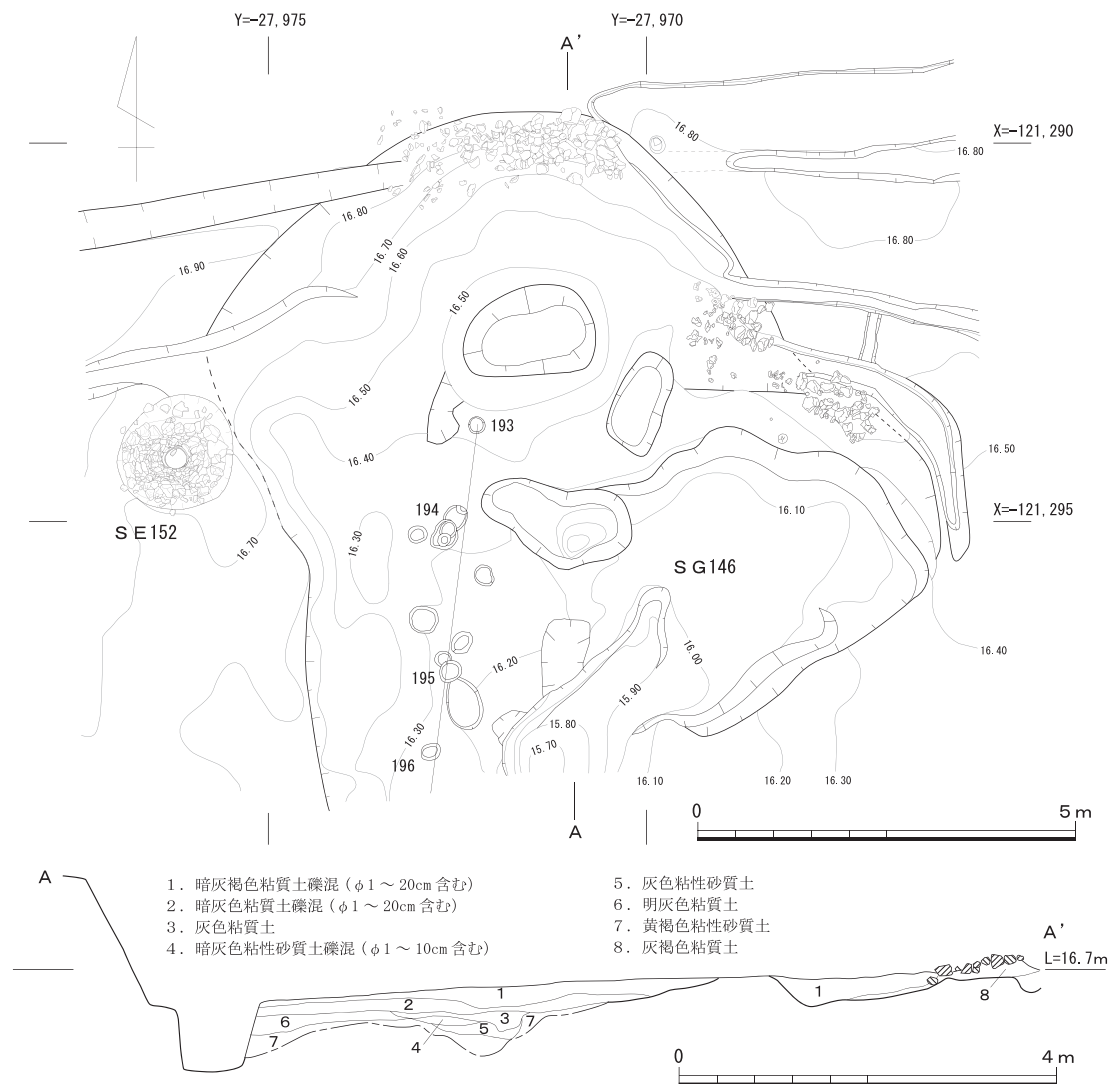 Y=-27,975
Y=-27,970
A'
X=-121,290
16.80
16.80
16.80
16.80
16.70
16.60
16.90
16.50
16.50
16.40
193
16.50
194
16.10
X=-121,295
SE152
16.70
16.30
SG146
16.40
16.00
195
16.20
15.90
16.30
15.80
15.70
196
16.10
16.20
16.30
A
0
5m
A
1．暗灰褐色粘質土礫混（φ1～20cm含む）
2．暗灰色粘質土礫混（φ1～20cm含む）
3．灰色粘質土
4．暗灰色粘性砂質土礫混（φ1～10cm含む）
5．灰色粘性砂質土
6．明灰色粘質土
7．黄褐色粘性砂質土
8．灰褐色粘質土
A'
L=16.7m
1
2
3
6
5
7
7
4
1
8
0
4m